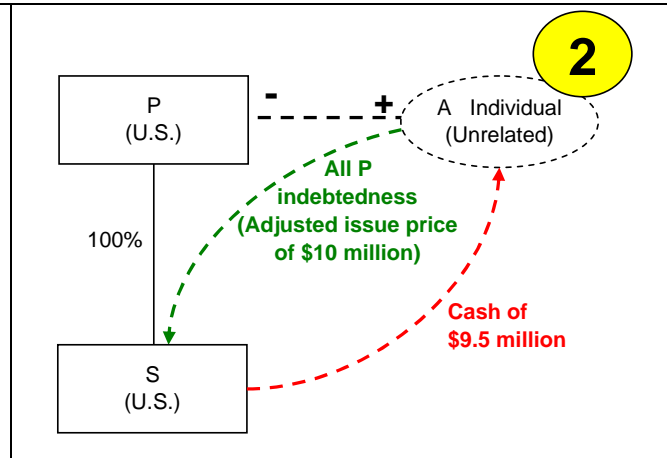 2
P
(U.S.)
-
+
A Individual
(Unrelated)
All P
indebtedness
(Adjusted issue price
of $10 million)
100%
Cash of
$9.5 million
S
(U.S.)